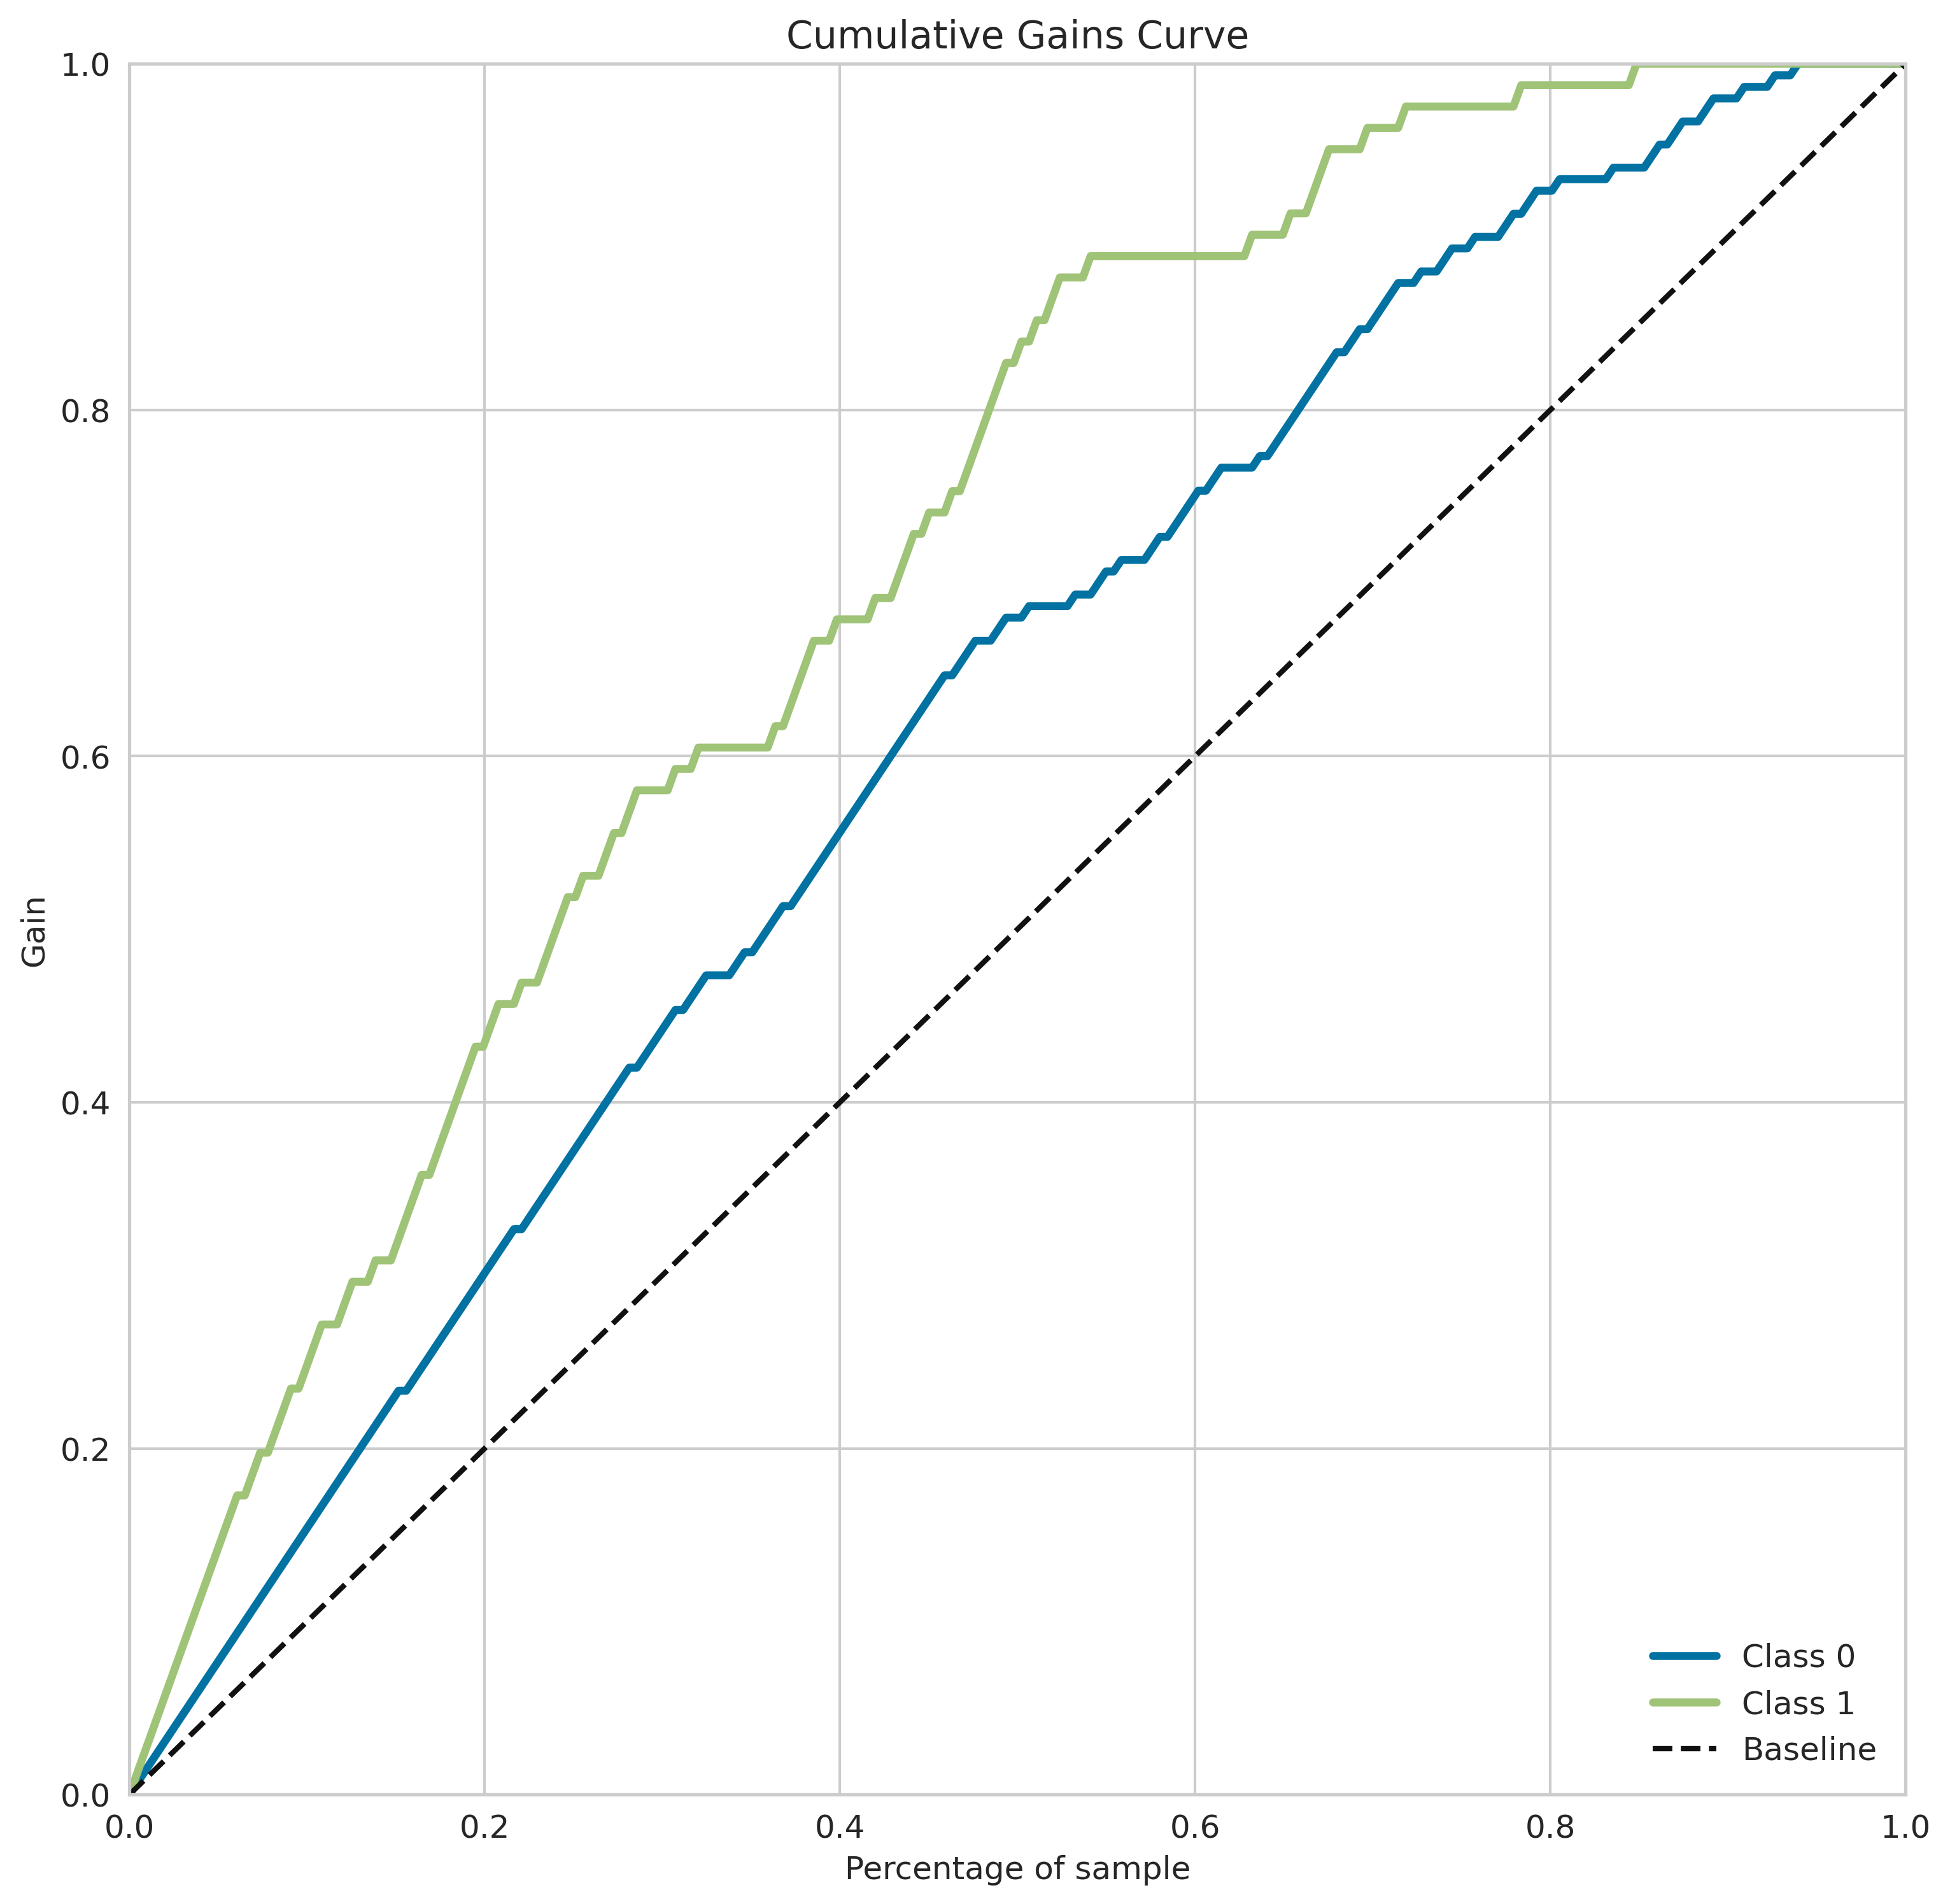 Cumulative Gains Curve
1.0
0.8
0.6
0.4
0.2
0.0
Gain
0.0 0.2 0.4 0.6 0.8 1.0
Percentage of sample
Class 0
Class 1
Baseline